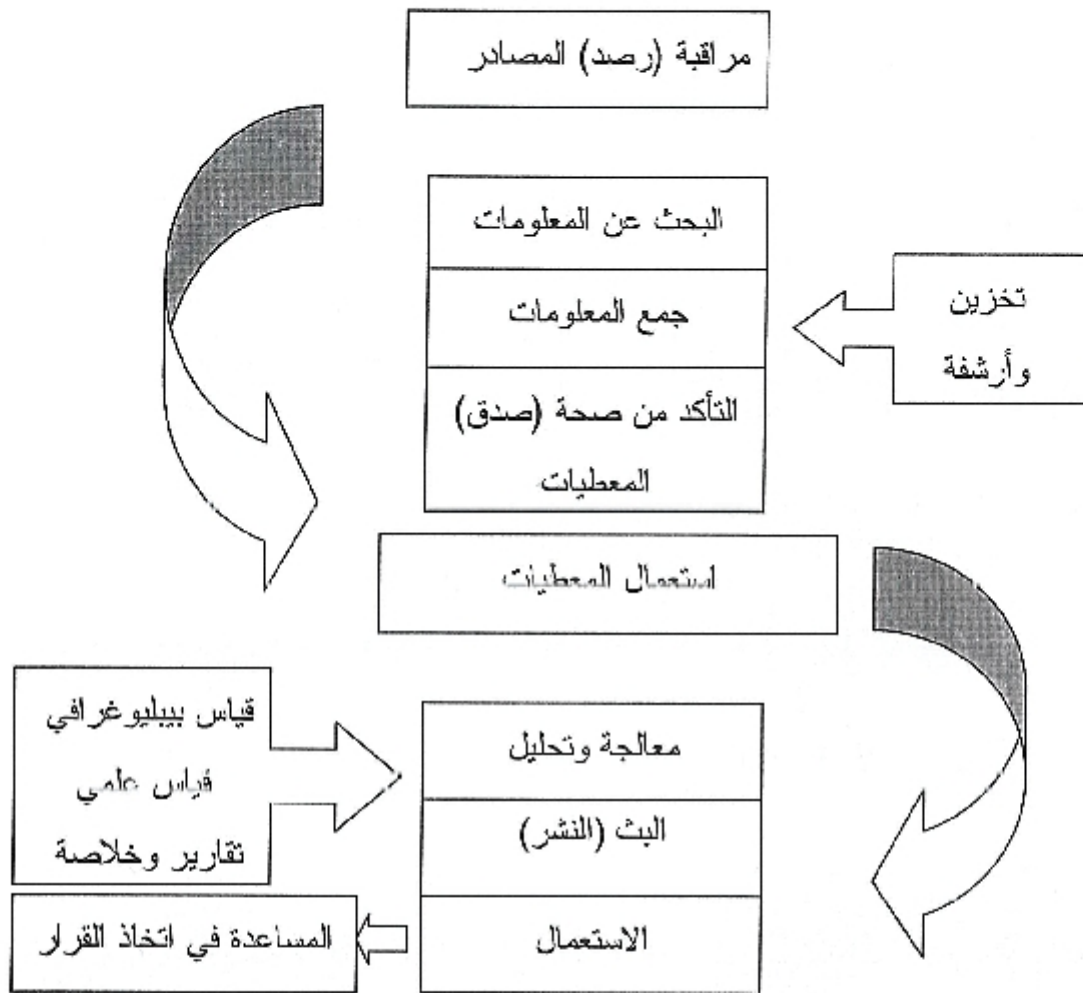 مراقبة (رصد) المصادر
البحث عن المعلومات
جمع المعلومات
تخزين
وأرشفة
التأكد من صحة (صدق)
المعطيات
استعمال المعطيات
قياس بيبليوغرافي
قياس علمي
تقارير وخلاصة
معالجة وتحليل
البث (النشر)
الاستعمال
المساعدة في اتخاذ القرار